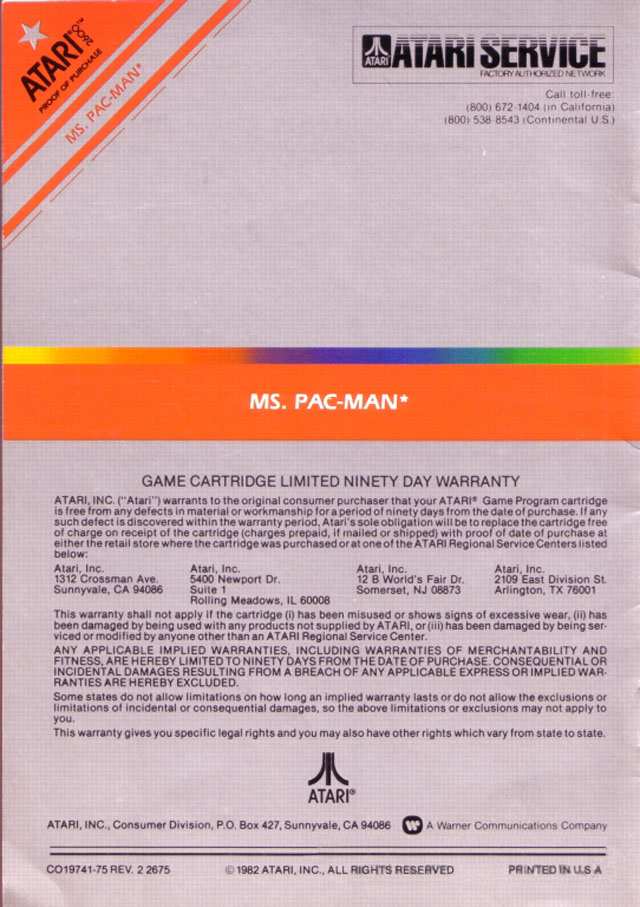 ATARI® 2600™
PROOF OF PURCHASE
MS. PAC-MAN*
ATARI ATARI SERVICE
FACTORY AUTHORIZED NETWORK
Call toll-free:
(800) 672-1404 (in California)
(800) 538-8543 (Continental U.S.)
MS. PAC-MAN*
GAME CARTRIDGE LIMITED NINETY DAY WARRANTY
ATARI, INC. ("Atari") warrants to the original consumer purchaser that your ATARI® Game Program cartridge
is free from any defects in material or workmanship for a period of ninety days from the date of purchase. If any
such defect is discovered within the warranty period, Atari's sole obligation will be to replace the cartridge free
of charge on receipt of the cartridge (charges prepaid, if mailed or shipped) with proof of date of purchase at
either the retail store where the cartridge was purchased or at one of the ATARI Regional Service Centers listed
below:
Atari, Inc. Atari, Inc. Atari, Inc. Atari, Inc.
1312 Crossman Ave. 5400 Newport Dr. 12 B World's Fair Dr. 2109 East Division St.
Sunnyvale, CA 94086 Suite 1 Somerset, NJ 08873 Arlington, TX 76001
Rolling Meadows, IL 60008
This warranty shall not apply if the cartridge (i) has been misused or shows signs of excessive wear, (ii) has
been damaged by being used with any products not supplied by ATARI, or (iii) has been damaged by being ser-
viced or modified by anyone other than an ATARI Regional Service Center.
ANY APPLICABLE IMPLIED WARRANTIES, INCLUDING WARRANTIES OF MERCHANTABILITY AND
FITNESS, ARE HEREBY LIMITED TO NINETY DAYS FROM THE DATE OF PURCHASE. CONSEQUENTIAL OR
INCIDENTAL DAMAGES RESULTING FROM A BREACH OF ANY APPLICABLE EXPRESS OR IMPLIED WAR-
RANTIES ARE HEREBY EXCLUDED.
Some states do not allow limitations on how long an implied warranty lasts or do not allow the exclusions or
limitations of incidental or consequential damages, so the above limitations or exclusions may not apply to
you.
This warranty gives you specific legal rights and you may also have other rights which vary from state to state.
ATARI®
ATARI, INC., Consumer Division, P.O. Box 427, Sunnyvale, CA 94086 A Warner Communications Company
CO19741-75 REV. 2 2675 ©1982 ATARI, INC., ALL RIGHTS RESERVED PRINTED IN U.S.A